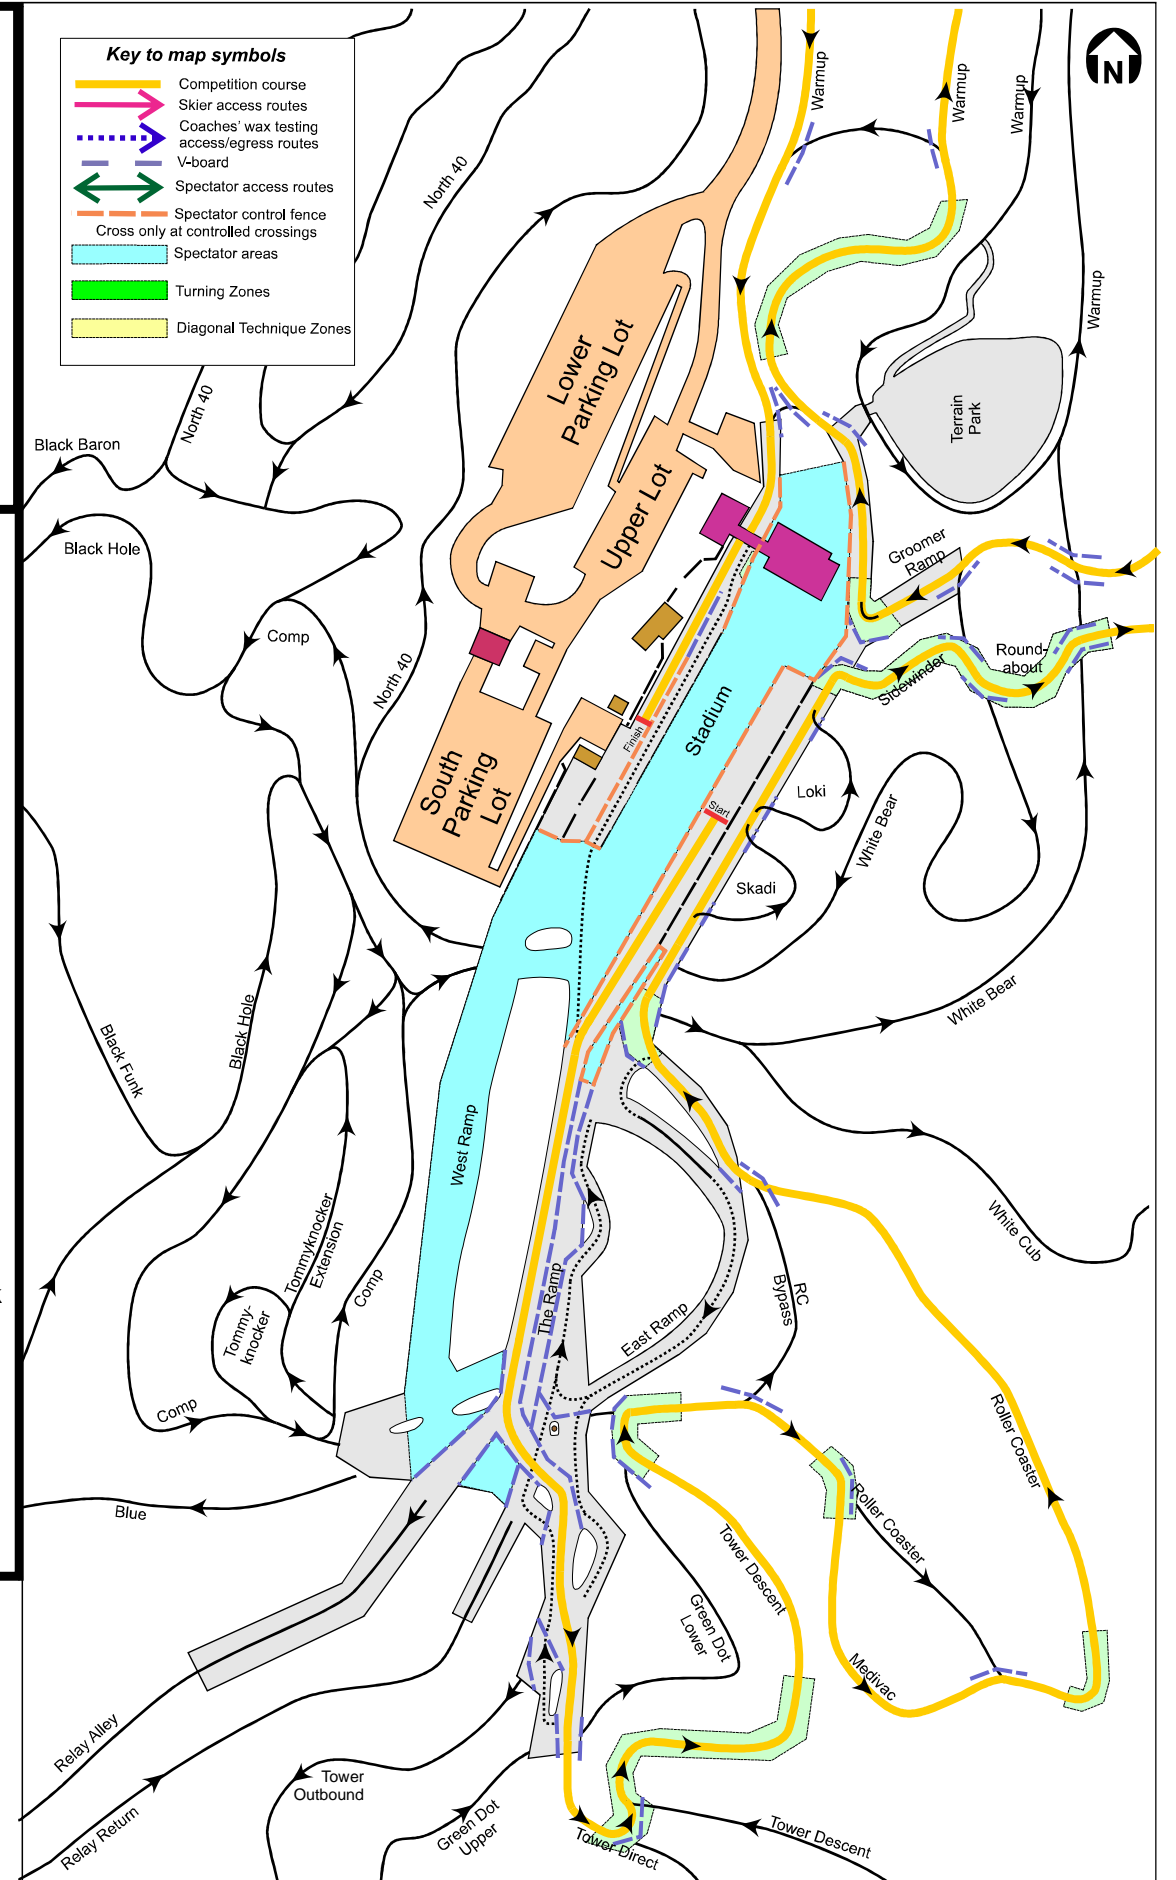 Key to map symbols
Competition course
Skier access routes
Coaches' wax testing
access/egress routes
V-board
Spectator access routes
Spectator control fence
Cross only at controlled crossings
Spectator areas
Turning Zones
Diagonal Technique Zones
N
Warmup
Warmup
Warmup
North 40
Warmup
Lower
Parking Lot
North 40
Terrain
Park
Black Baron
Upper Lot
Black Hole
Groomer
Ramp
Comp
Round-
about
North 40
Sidewinder
Stadium
Finish
South
Parking
Lot
Loki
Start
White Bear
Skadi
White Bear
Black Hole
Black Funk
West Ramp
White Cub
Tommyknocker
Extension
Comp
RC
Bypass
The Ramp
East Ramp
Tommy-
knocker
Comp
Roller Coaster
Blue
Roller Coaster
Tower Descent
Green Dot
Lower
Medivac
Relay Alley
Tower
Outbound
Relay Return
Green Dot
Upper
Tower Direct
Tower Descent